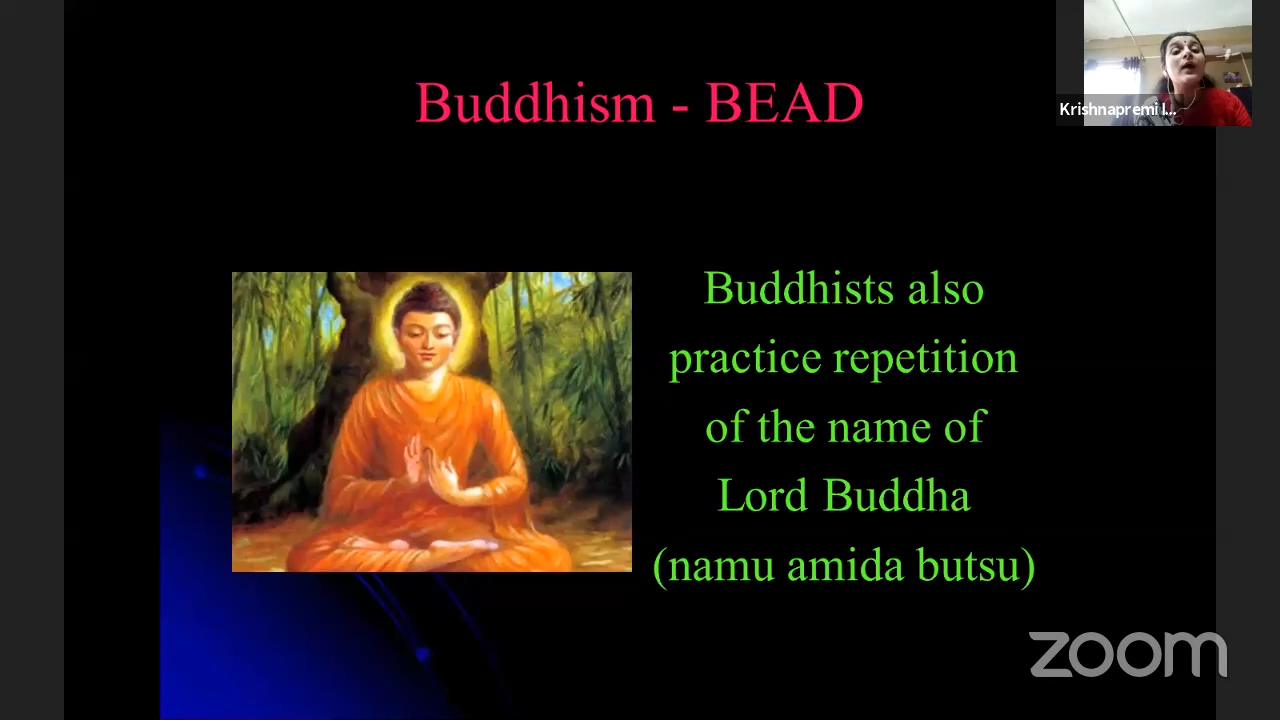 Buddhism - BEAD
Krishnapremi I...
Buddhists also
practice repetition
of the name of
Lord Buddha
(namu amida butsu)
zoom